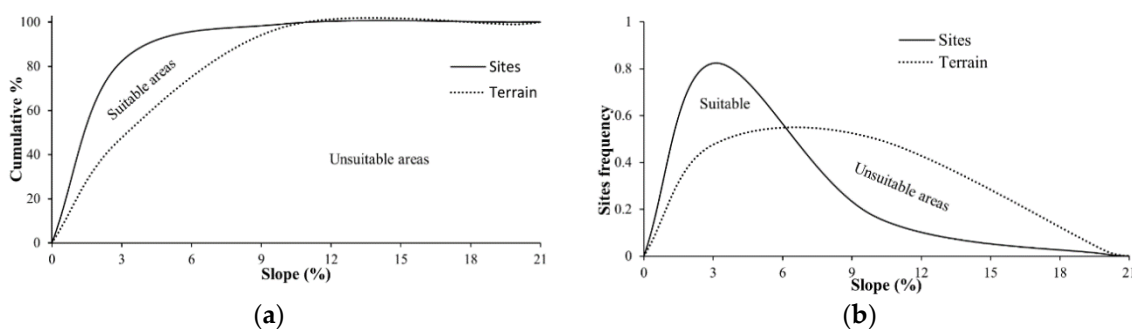 Cumulative %
100
80
60
40
20
0
Sites
Terrain
Suitable areas
Unsuitable areas
0 3 6 9 12 15 18 21
Slope (%)
(a)
Sites frequency
1
0.8
0.6
0.4
0.2
0
Sites
Terrain
Suitable
Unsuitable areas
0 3 6 9 12 15 18 21
Slope (%)
(b)